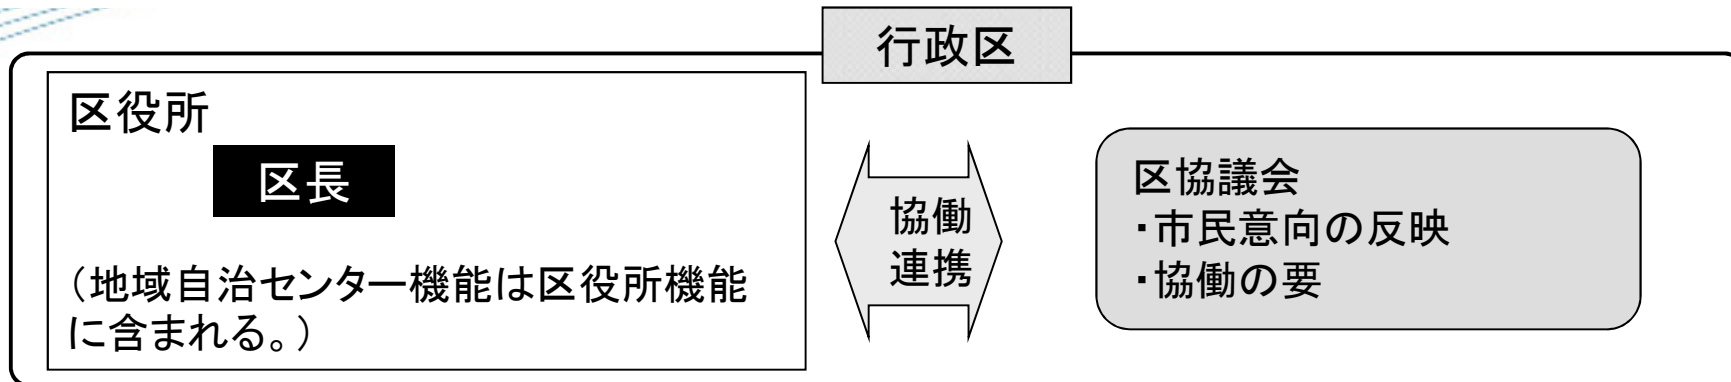 行政区
区役所
区長
（地域自治センター機能は区役所機能
に含まれる。）
協働
連携
区協議会
・市民意向の反映
・協働の要